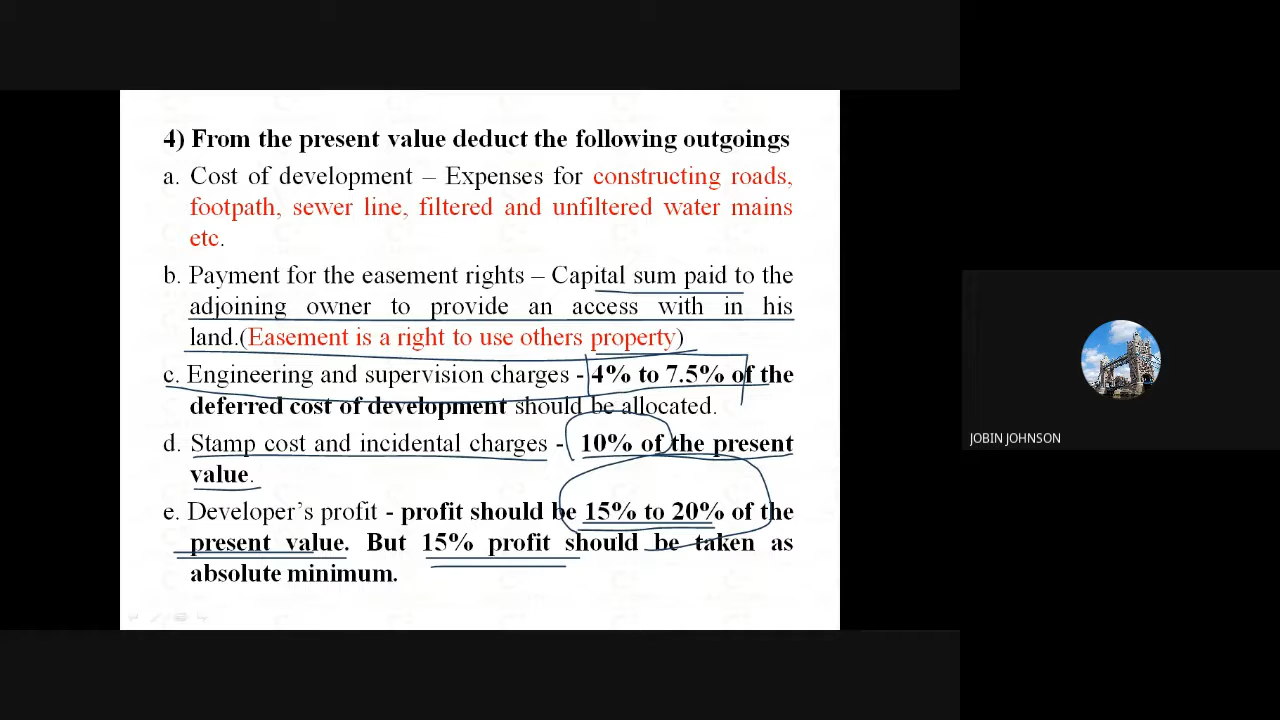 4) From the present value deduct the following outgoings
a. Cost of development – Expenses for constructing roads,
footpath, sewer line, filtered and unfiltered water mains
etc.
b. Payment for the easement rights – Capital sum paid to the
adjoining owner to provide an access with in his
land.(Easement is a right to use others property)
c. Engineering and supervision charges - 4% to 7.5% of the
deferred cost of development should be allocated.
d. Stamp cost and incidental charges - 10% of the present
value.
e. Developer’s profit - profit should be 15% to 20% of the
present value. But 15% profit should be taken as
absolute minimum.
JOBIN JOHNSON